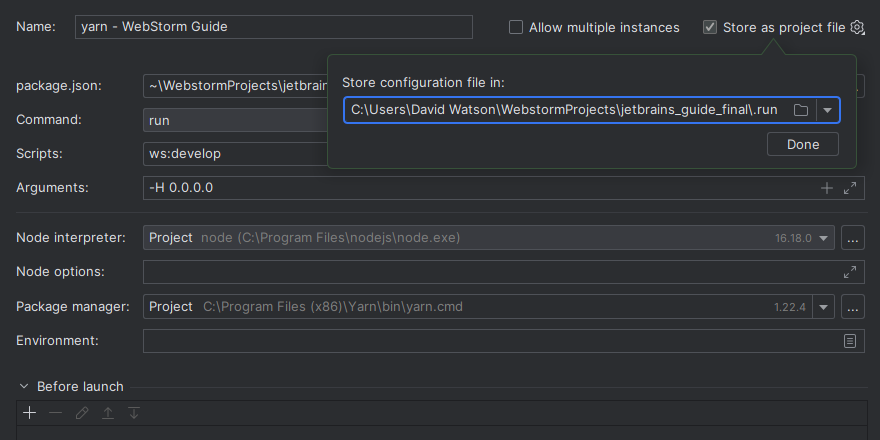 Name: yarn - WebStorm Guide Allow multiple instances Store as project file
Store configuration file in:
package.json: ~\WebstormProjects\jetbrains
C:\Users\David Watson\WebstormProjects\jetbrains_guide_final\.run
Command: run
Done
Scripts: ws:develop
Arguments: -H 0.0.0.0
Node interpreter: Project node (C:\Program Files\nodejs\node.exe) 16.18.0 ...
Node options:
Package manager: Project C:\Program Files (x86)\Yarn\bin\yarn.cmd 1.22.4 ...
Environment:
Before launch